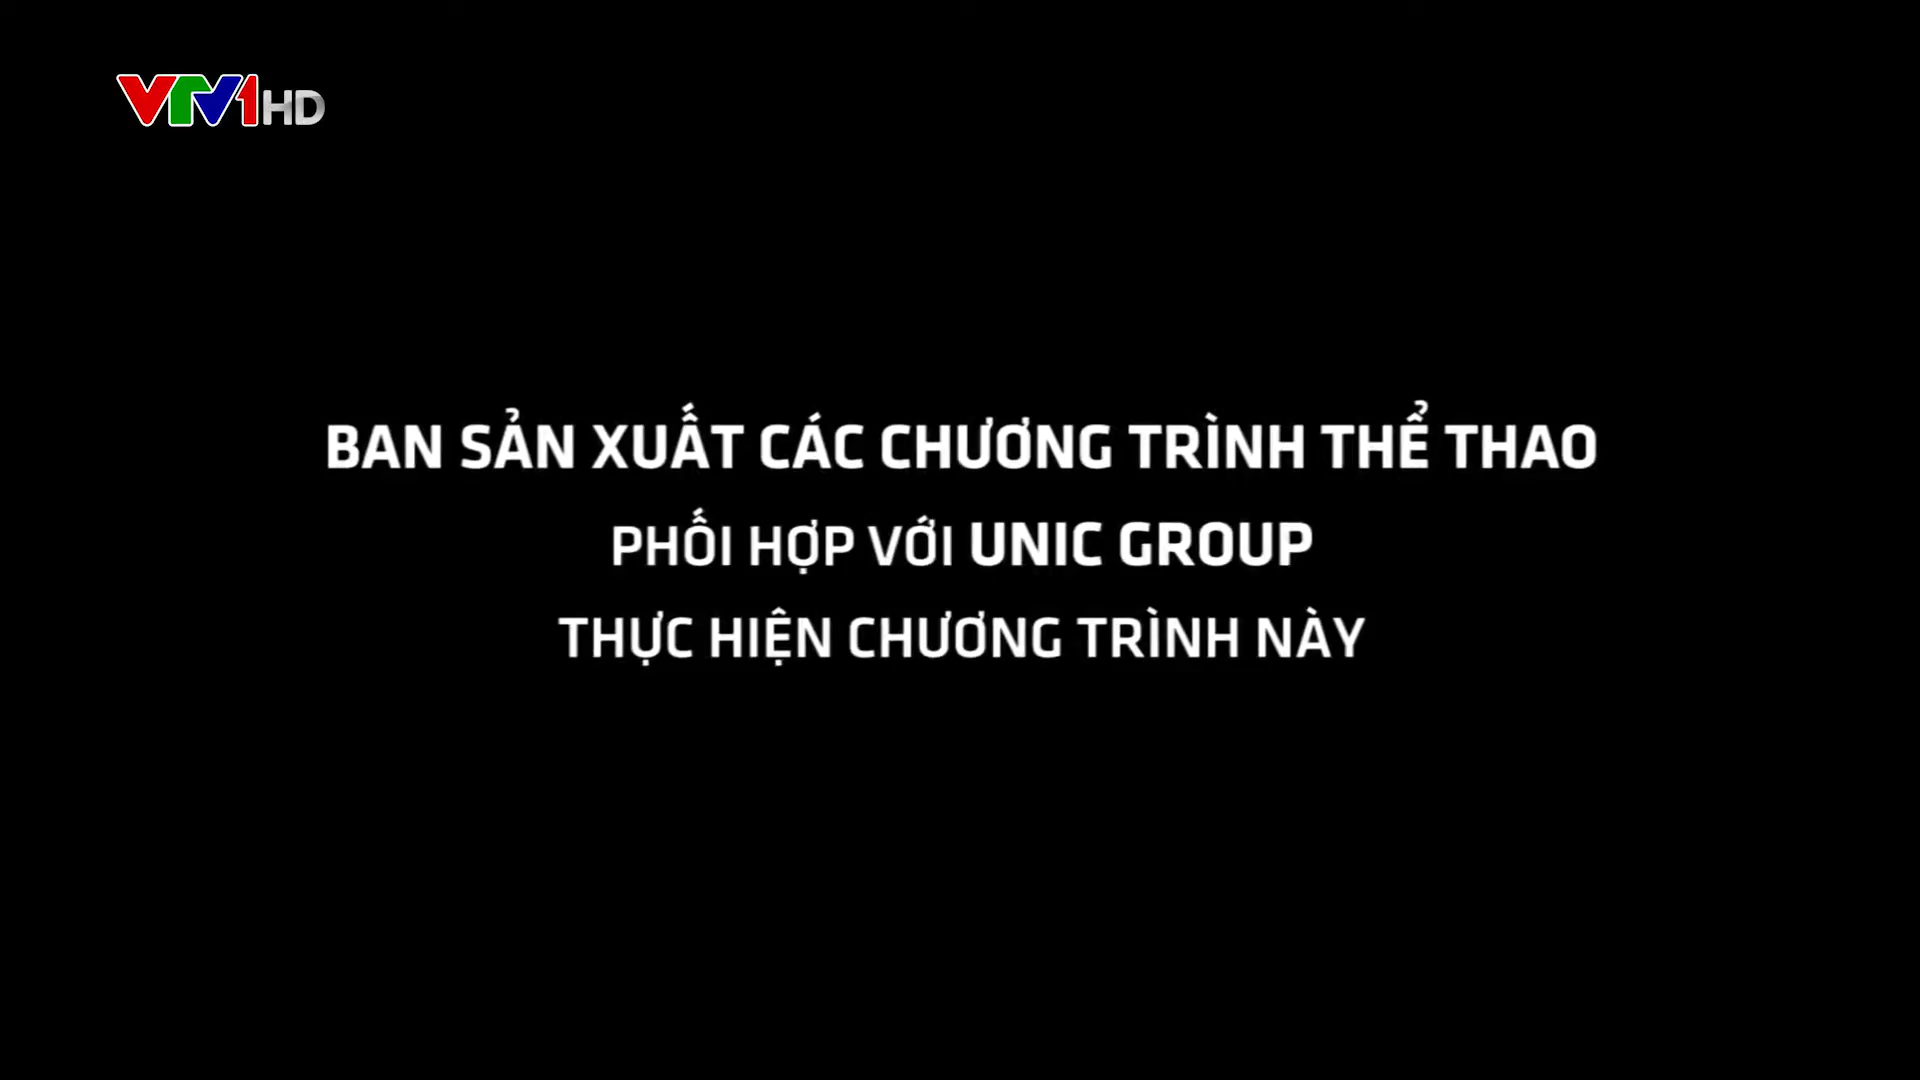 VTV1HD
BAN SẢN XUẤT CÁC CHƯƠNG TRÌNH THỂ THAO
PHỐI HỢP VỚI UNIC GROUP
THỰC HIỆN CHƯƠNG TRÌNH NÀY